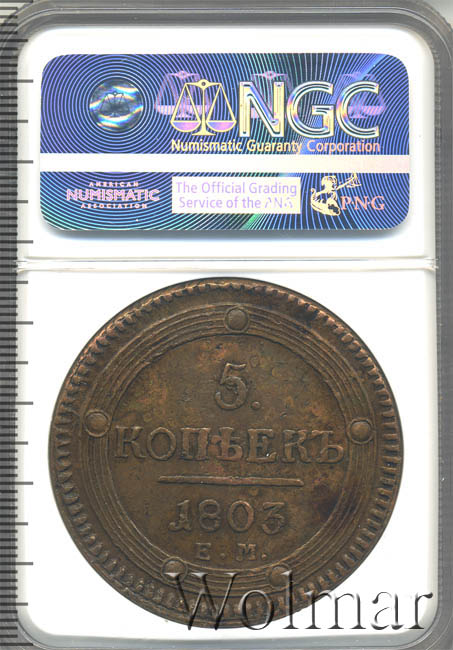 NGC
Numismatic Guaranty Corporation
AMERICAN
NUMISMATIC
ASSOCIATION
The Official Grading
Service of the ANA
PNG
5.
КОПѢЕКЪ
1803
Е.М.
Wolmar